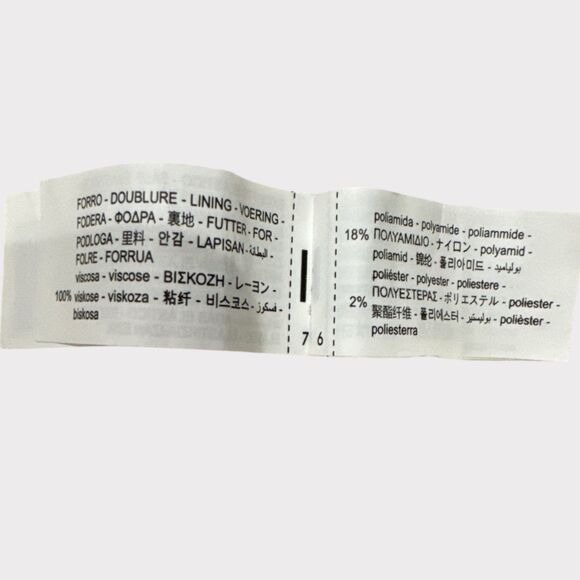 FORRO - DOUBLURE - LINING - VOERING -
FODERA - ΦΟΔΡΑ - 裏地 - FUTTER - FOR -
PODLOGA - 里料 - 안감 - LAPISAN - البطانة -
FOLRE - FORRUA
viscosa - viscose - ΒΙΣΚΟΖΗ - レーヨン -
100% viskose - viskoza - 粘纤 - 비스코스 - فسكوز -
biskosa
7 6
poliamida - polyamide - poliammide -
18% ΠΟΛΥΑΜΙΔΙΟ - ナイロン - polyamid -
poliamid - 锦纶 - 폴리아미드 - بولياميد
poliéster - polyester - poliestere -
2% ΠΟΛΥΕΣΤΕΡΑΣ - ポリエステル - poliester -
聚酯纤维 - 폴리에스터 - بوليستير - polièster -
poliesterra